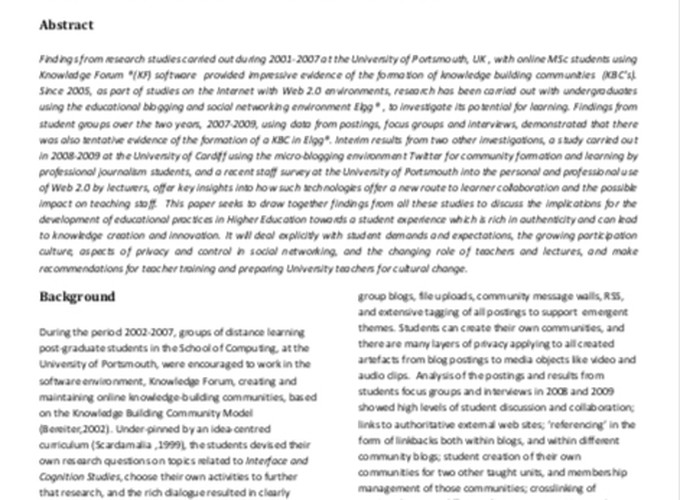 Abstract
Findings from research studies carried out during 2001-2007 at the University of Portsmouth, UK , with online MSc students using
Knowledge Forum ®(KF) software provided impressive evidence of the formation of knowledge building communities (KBC's).
Since 2005, as part of studies on the Internet with Web 2.0 environments, research has been carried out with undergraduates
using the educational blogging and social networking environment Elgg® , to investigate its potential for learning. Findings from
student groups over the two years, 2007-2009, using data from postings, focus groups and interviews, demonstrated that there
was also tentative evidence of the formation of a KBC in Elgg®. Interim results from two other investigations, a study carried out
in 2008-2009 at the University of Cardiff using the micro-blogging environment Twitter for community formation and learning by
professional journalism students, and a recent staff survey at the University of Portsmouth into the personal and professional use
of Web 2.0 by lecturers, offer key insights into how such technologies offer a new route to learner collaboration and the possible
impact on teaching staff. This paper seeks to draw together findings from all these studies to discuss the implications for the
development of educational practices in Higher Education towards a student experience which is rich in authenticity and can lead
to knowledge creation and innovation. It will deal explicitly with student demands and expectations, the growing participation
culture, aspects of privacy and control in social networking, and the changing role of teachers and lectures, and make
recommendations for teacher training and preparing University teachers for cultural change.
Background
During the period 2002-2007, groups of distance learning
post-graduate students in the School of Computing, at the
University of Portsmouth, were encouraged to work in the
software environment, Knowledge Forum, creating and
maintaining online knowledge-building communities, based
on the Knowledge Building Community Model
(Bereiter,2002). Under-pinned by an idea-centred
curriculum (Scardamalia ,1999), the students devised their
own research questions on topics related to Interface and
Cognition Studies, choose their own activities to further
that research, and the rich dialogue resulted in clearly
group blogs, file uploads, community message walls, RSS,
and extensive tagging of all postings to support emergent
themes. Students can create their own communities, and
there are many layers of privacy applying to all created
artefacts from blog postings to media objects like video and
audio clips. Analysis of the postings and results from
students focus groups and interviews in 2008 and 2009
showed high levels of student discussion and collaboration;
links to authoritative external web sites; 'referencing' in the
form of linkbacks both within blogs, and within different
community blogs; student creation of their own
communities for two other taught units, and membership
management of those communities; crosslinking of